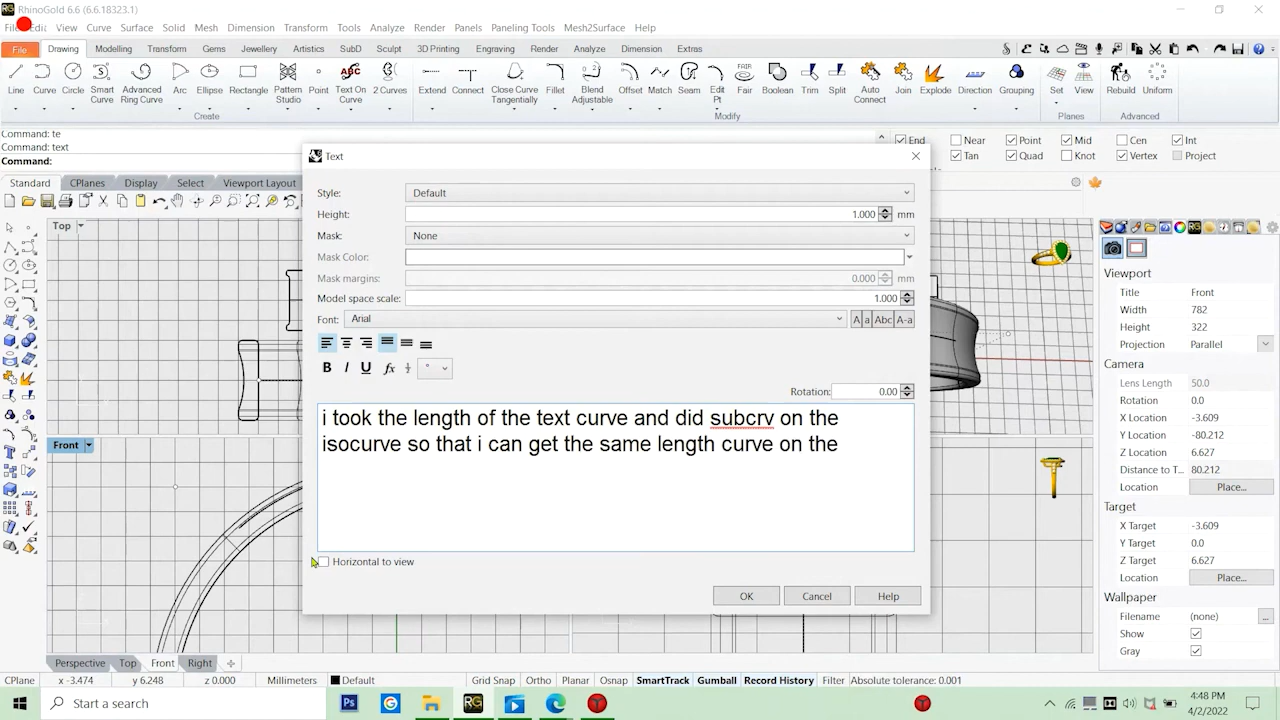 RhinoGold 6.6 (6.6.18323.1)
File Edit View Curve Surface Solid Mesh Dimension Transform Tools Analyze Render Panels Paneling Tools Mesh2Surface Help
File Drawing Modelling Transform Gems Jewellery Artistics SubD Sculpt 3D Printing Engraving Render Analyze Dimension Extras
Line Curve Circle Smart Curve Advanced Ring Curve Arc Ellipse Rectangle Pattern Studio Point Text On Curve 2 Curves Extend Connect Close Curve Tangentially Fillet Blend Adjustable Offset Match Seam Edit Pt Fair Boolean Trim Split Auto Connect Join Explode Direction Grouping Set View Rebuild Uniform
Create Modify Planes Advanced
Command: te
Command: text
Command:
End Near Point Mid Cen Int
Tan Quad Knot Vertex Project
Standard CPlanes Display Select Viewport Layout
Top
Front
Text
Style: Default
Height: 1.000 mm
Mask: None
Mask Color:
Mask margins: 0.000 mm
Model space scale: 1.000
Font: Arial A a Abc A-a
B I U fx ½ °
Rotation: 0.00
i took the length of the text curve and did subcry on the
isocurve so that i can get the same length curve on the
Horizontal to view
OK Cancel Help
Viewport
Title Front
Width 782
Height 322
Projection Parallel
Camera
Lens Length 50.0
Rotation 0.0
X Location -3.609
Y Location -80.212
Z Location 6.627
Distance to T... 80.212
Location Place...
Target
X Target -3.609
Y Target 0.0
Z Target 6.627
Location Place...
Wallpaper
Filename (none) ...
Show
Gray
Perspective Top Front Right
CPlane x -3.474 y 6.248 z 0.000 Millimeters Default Grid Snap Ortho Planar Osnap SmartTrack Gumball Record History Filter Absolute tolerance: 0.001
Start a search
4:48 PM
4/2/2022